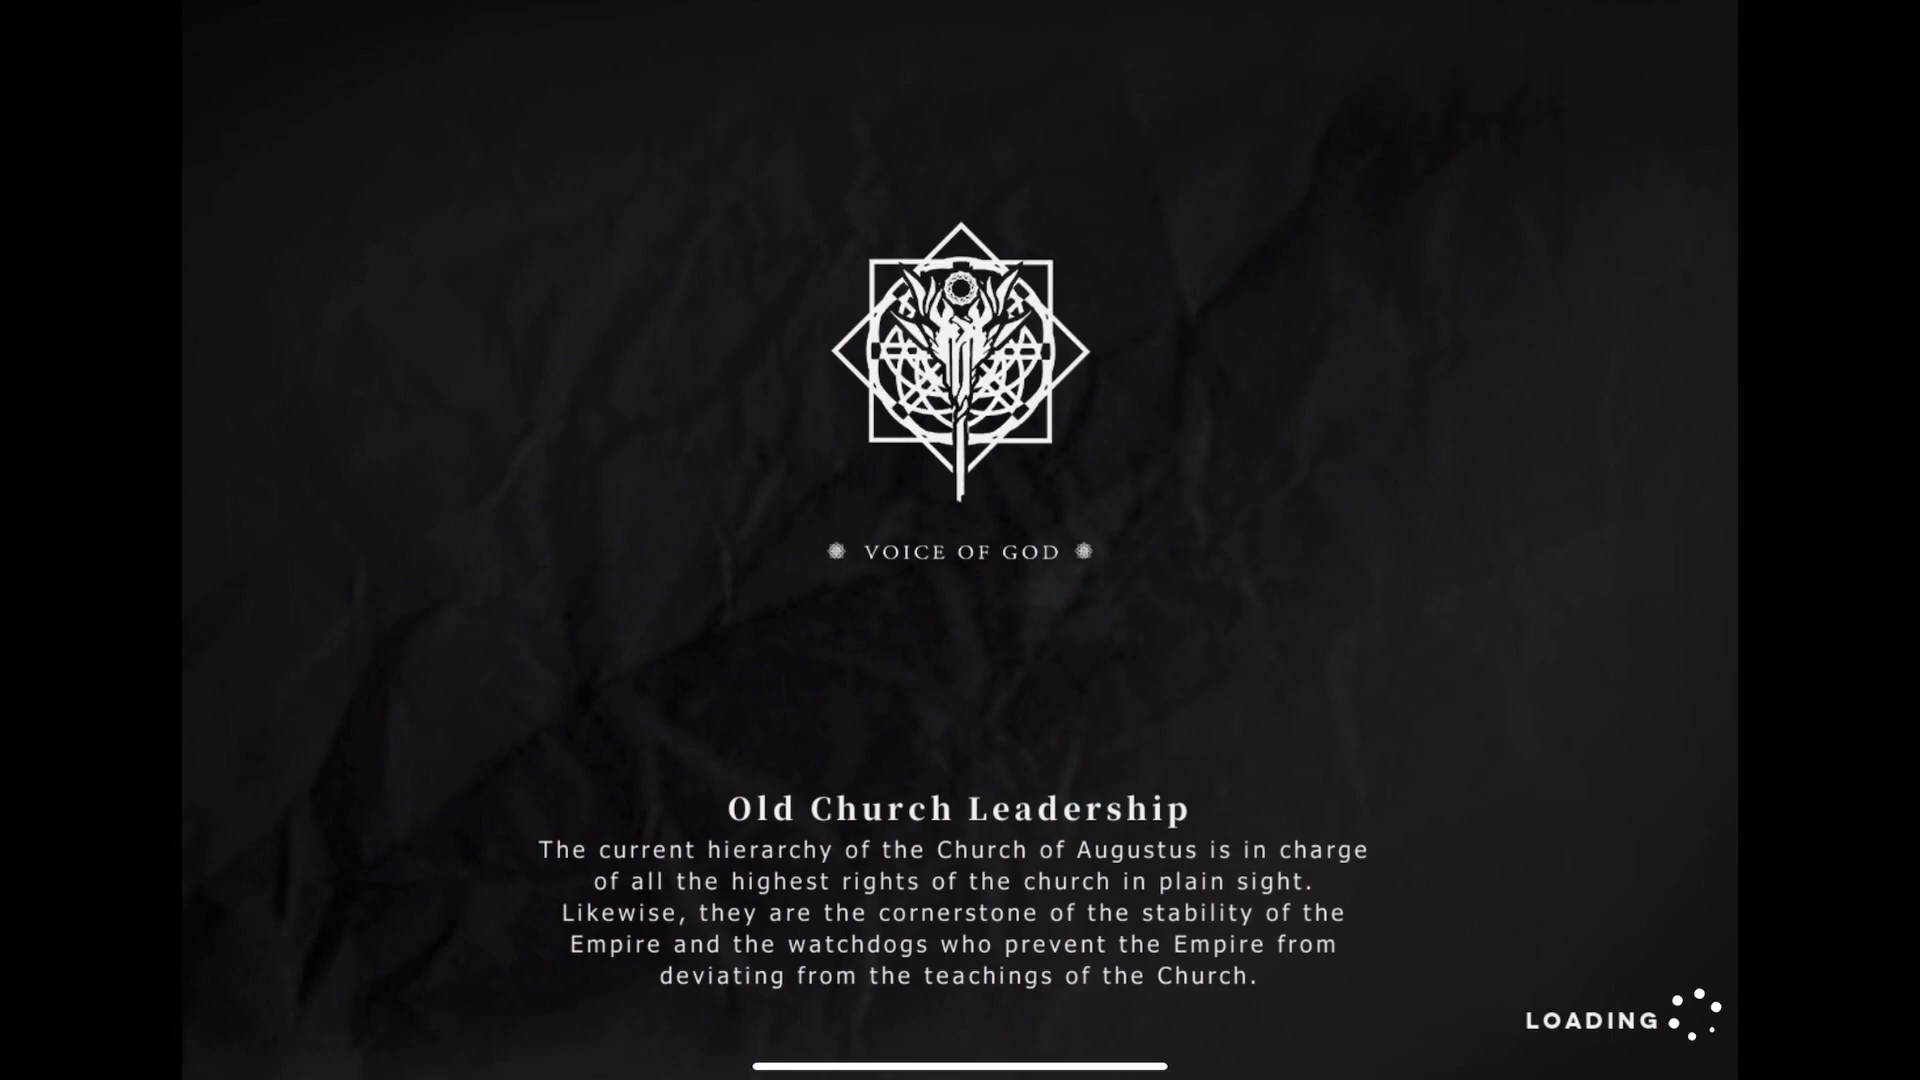 VOICE OF GOD
Old Church Leadership
The current hierarchy of the Church of Augustus is in charge
of all the highest rights of the church in plain sight.
Likewise, they are the cornerstone of the stability of the
Empire and the watchdogs who prevent the Empire from
deviating from the teachings of the Church.
LOADING